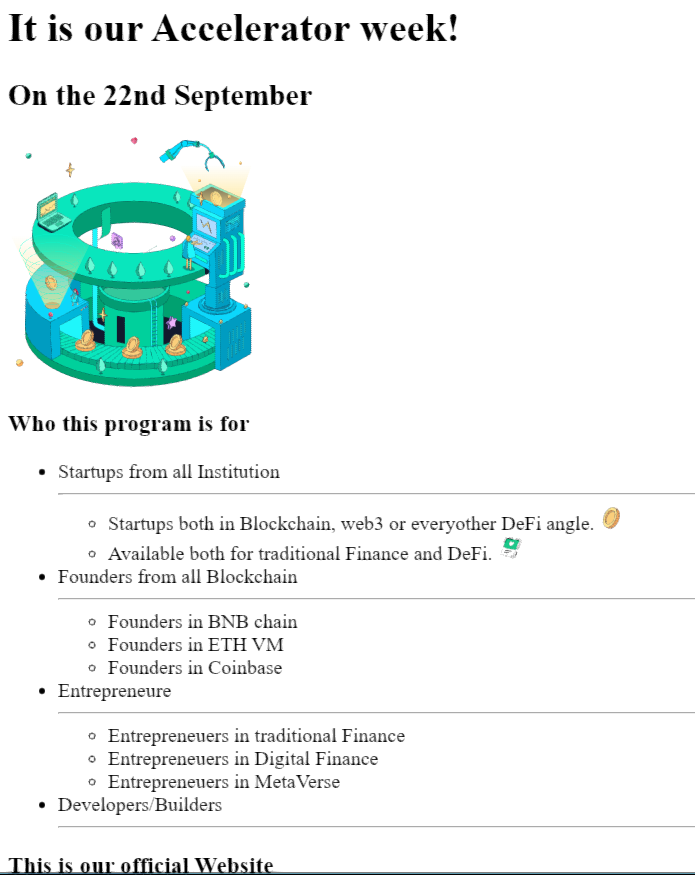 It is our Accelerator week!
On the 22nd September
Who this program is for
Startups from all Institution
Startups both in Blockchain, web3 or everyother DeFi angle.
Available both for traditional Finance and DeFi.
Founders from all Blockchain
Founders in BNB chain
Founders in ETH VM
Founders in Coinbase
Entrepreneure
Entrepreneuers in traditional Finance
Entrepreneuers in Digital Finance
Entrepreneuers in MetaVerse
Developers/Builders
This is our official Website